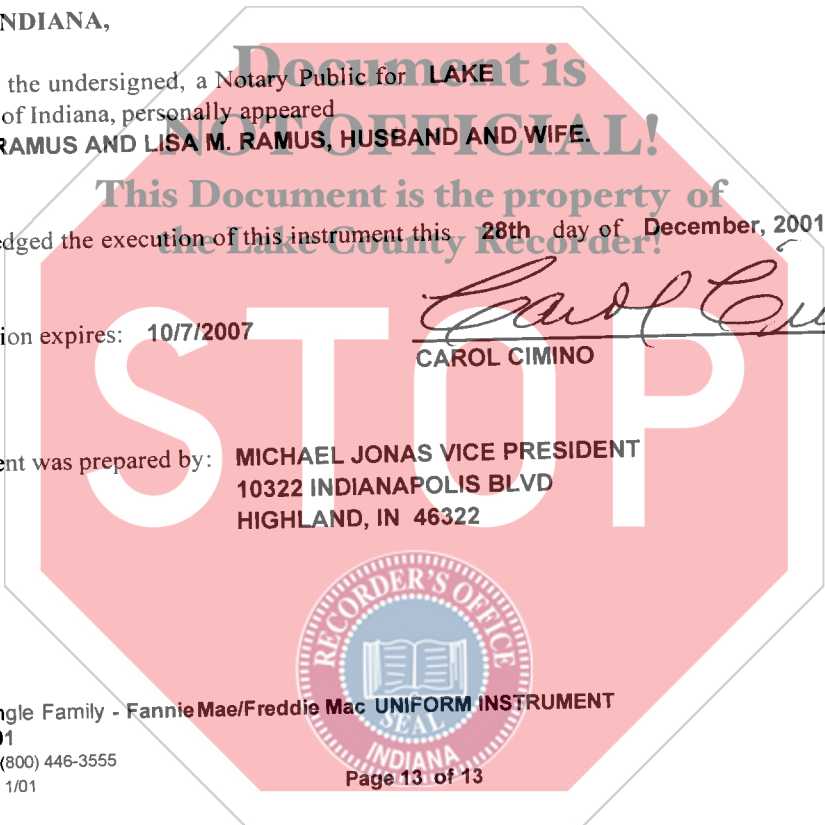 NDIANA,
Document is
the undersigned, a Notary Public for LAKE
of Indiana, personally appeared
NOT OFFICIAL!
RAMUS AND LISA M. RAMUS, HUSBAND AND WIFE.
This Document is the property of
edged the execution of this instrument this 28th day of December, 2001
the Lake County Recorder!
Carol
ion expires: 10/7/2007
CAROL CIMINO
STOP
ent was prepared by: MICHAEL JONAS VICE PRESIDENT
10322 INDIANAPOLIS BLVD
HIGHLAND, IN 46322
RECORDER'S OFFICE
ngle Family - Fannie Mae/Freddie Mac UNIFORM INSTRUMENT
SEAL
01
INDIANA
(800) 446-3555
Page 13 of 13
1/01